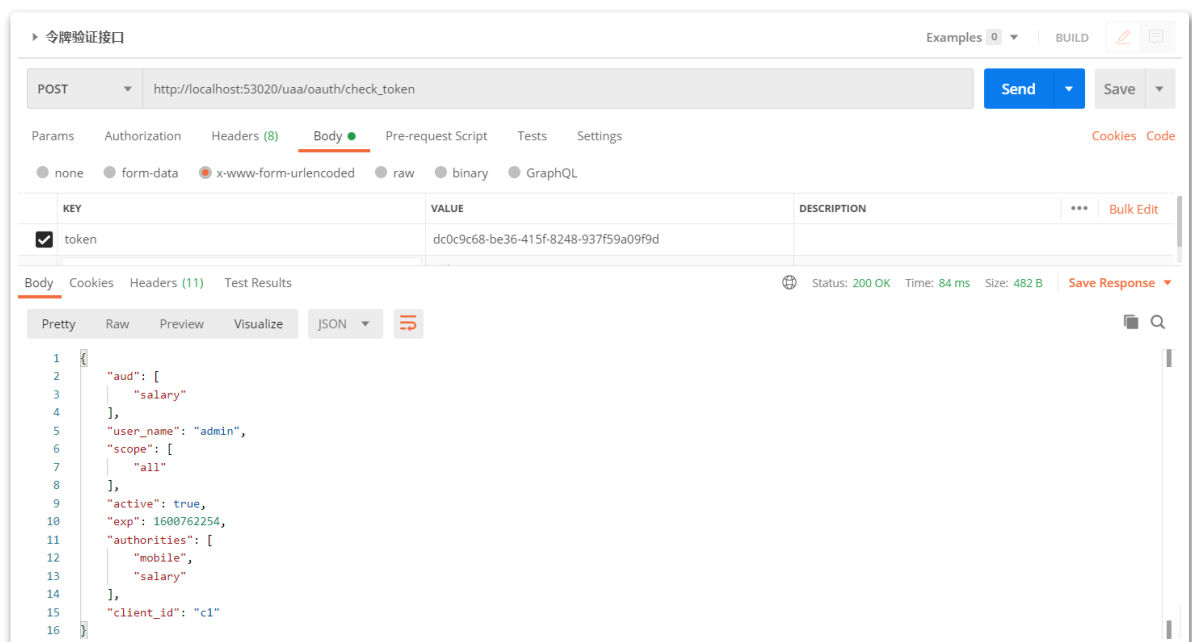 令牌验证接口 Examples 0 BUILD
POST http://localhost:53020/uaa/oauth/check_token Send Save
Params Authorization Headers (8) Body Pre-request Script Tests Settings Cookies Code
none form-data x-www-form-urlencoded raw binary GraphQL
KEY VALUE DESCRIPTION ••• Bulk Edit
token dc0c9c68-be36-415f-8248-937f59a09f9d
Body Cookies Headers (11) Test Results Status: 200 OK Time: 84 ms Size: 482 B Save Response
Pretty Raw Preview Visualize JSON
1 {
2 "aud": [
3 "salary"
4 ],
5 "user_name": "admin",
6 "scope": [
7 "all"
8 ],
9 "active": true,
10 "exp": 1600762254,
11 "authorities": [
12 "mobile",
13 "salary"
14 ],
15 "client_id": "c1"
16 }